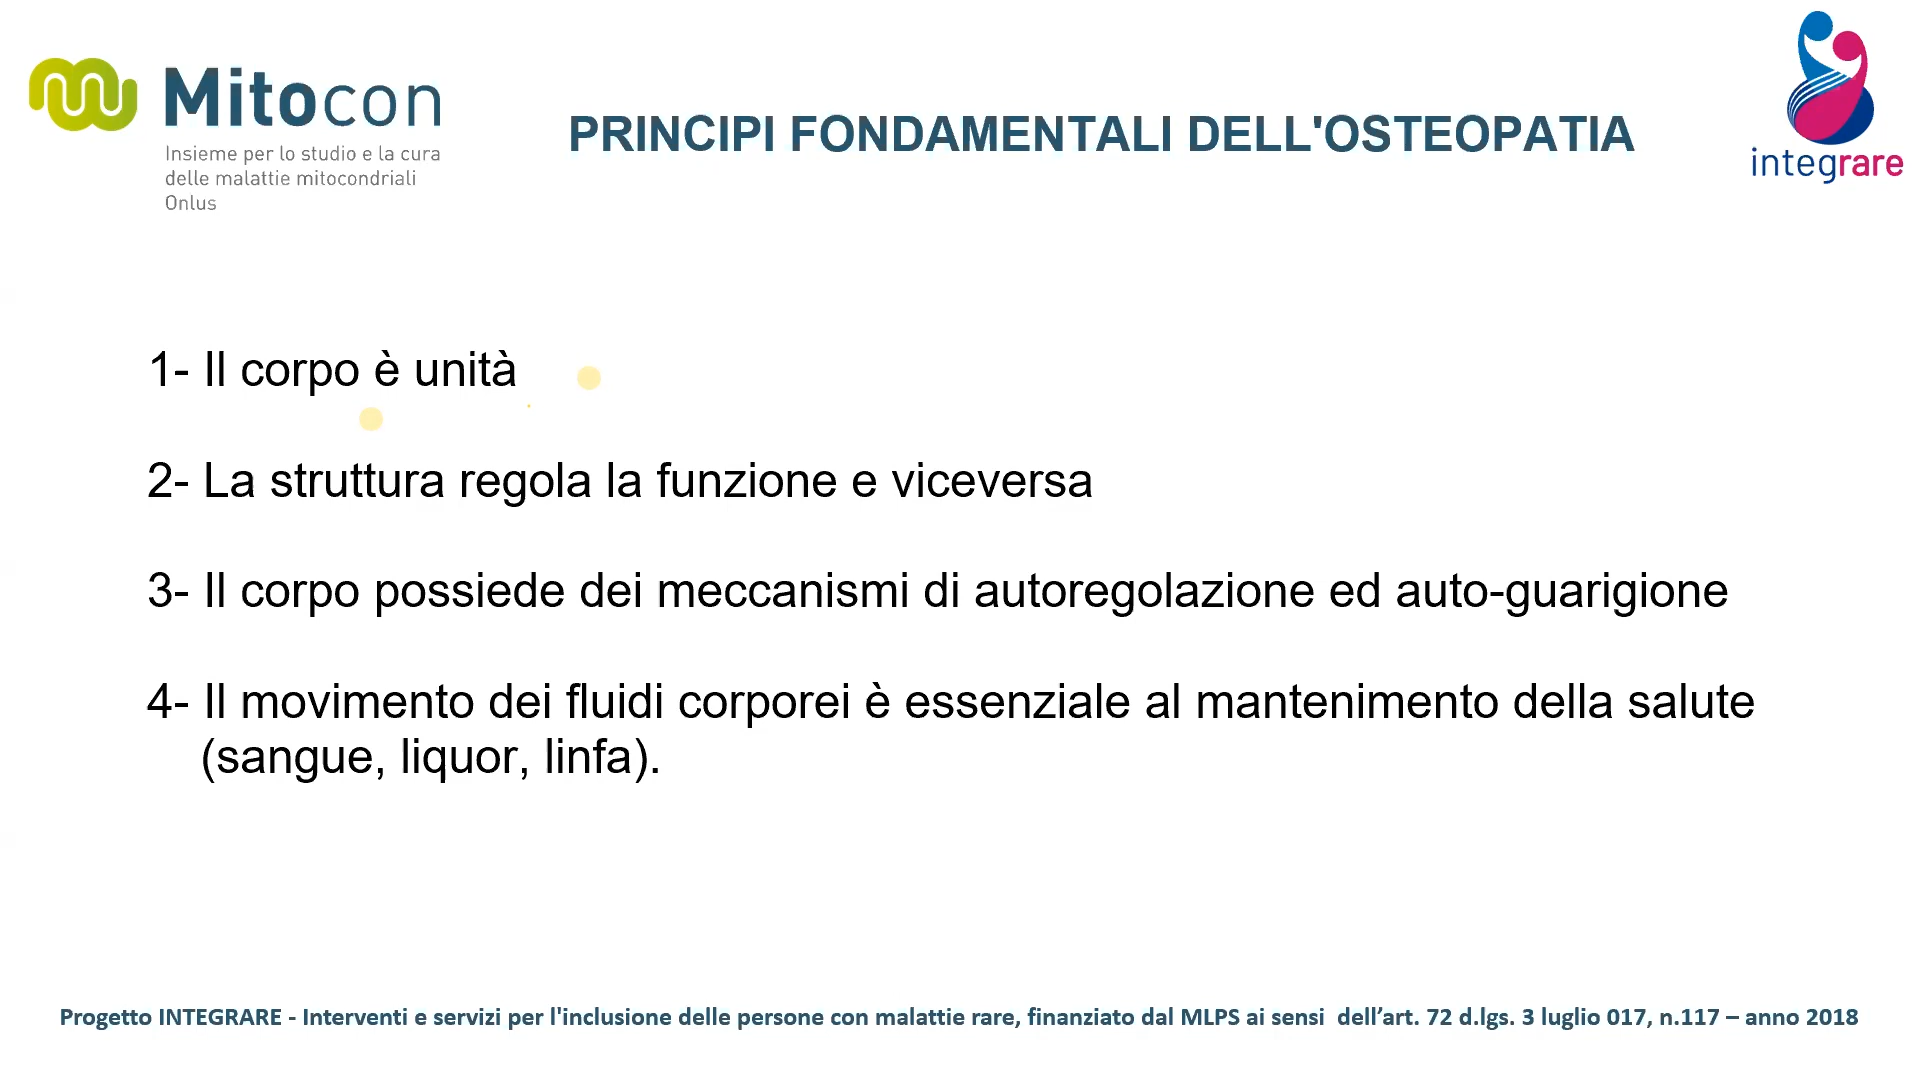 Mitocon
Insieme per lo studio e la cura
delle malattie mitocondriali
Onlus
PRINCIPI FONDAMENTALI DELL'OSTEOPATIA
integrare
1- Il corpo è unità
2- La struttura regola la funzione e viceversa
3- Il corpo possiede dei meccanismi di autoregolazione ed auto-guarigione
4- Il movimento dei fluidi corporei è essenziale al mantenimento della salute
(sangue, liquor, linfa).
Progetto INTEGRARE - Interventi e servizi per l'inclusione delle persone con malattie rare, finanziato dal MLPS ai sensi  dell’art. 72 d.lgs. 3 luglio 017, n.117 – anno 2018